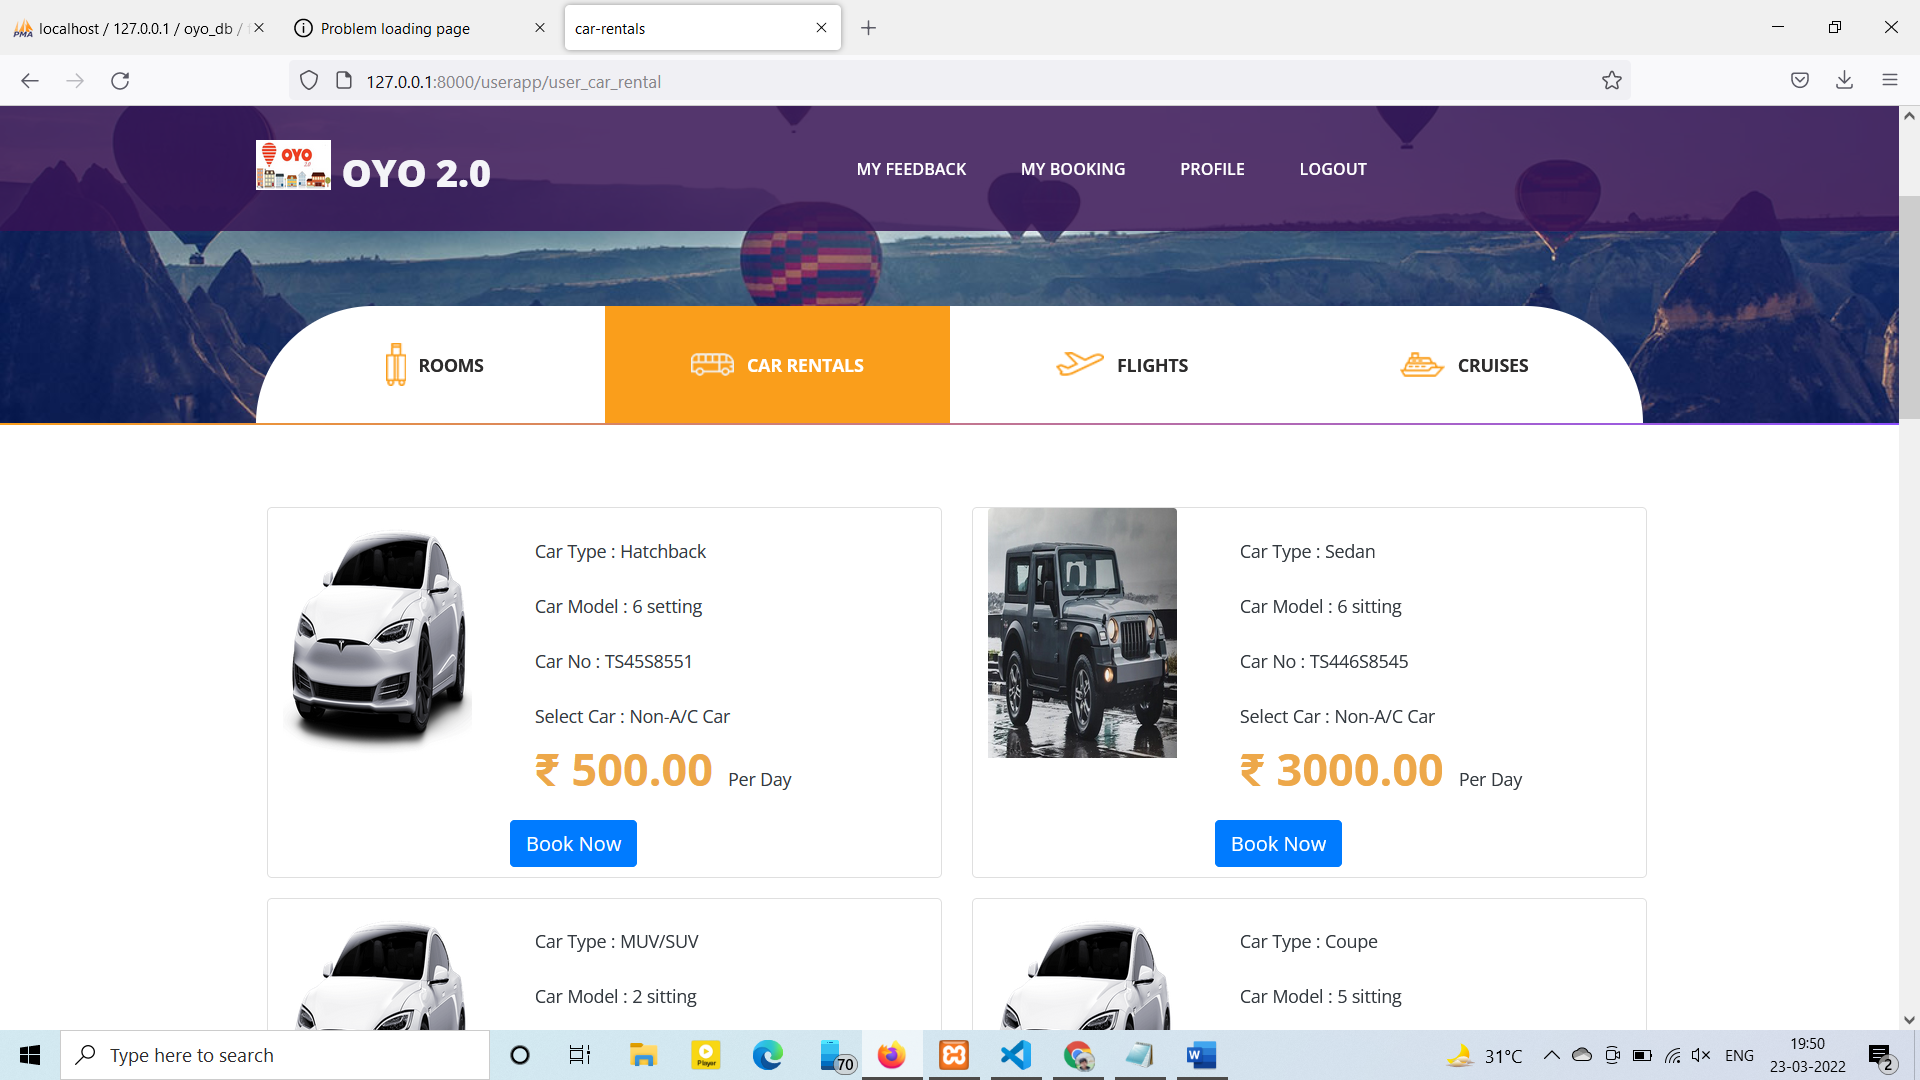 localhost / 127.0.0.1 / oyo_db /
Problem loading page
car-rentals
127.0.0.1:8000/userapp/user_car_rental
OYO
2.0
OYO 2.0
MY FEEDBACK
MY BOOKING
PROFILE
LOGOUT
ROOMS
CAR RENTALS
FLIGHTS
CRUISES
Car Type : Hatchback
Car Model : 6 setting
Car No : TS45S8551
Select Car : Non-A/C Car
₹ 500.00 Per Day
Book Now
Car Type : Sedan
Car Model : 6 sitting
Car No : TS446S8545
Select Car : Non-A/C Car
₹ 3000.00 Per Day
Book Now
Car Type : MUV/SUV
Car Model : 2 sitting
Car Type : Coupe
Car Model : 5 sitting
Type here to search
Player
70
31°C
ENG
19:50
23-03-2022
2